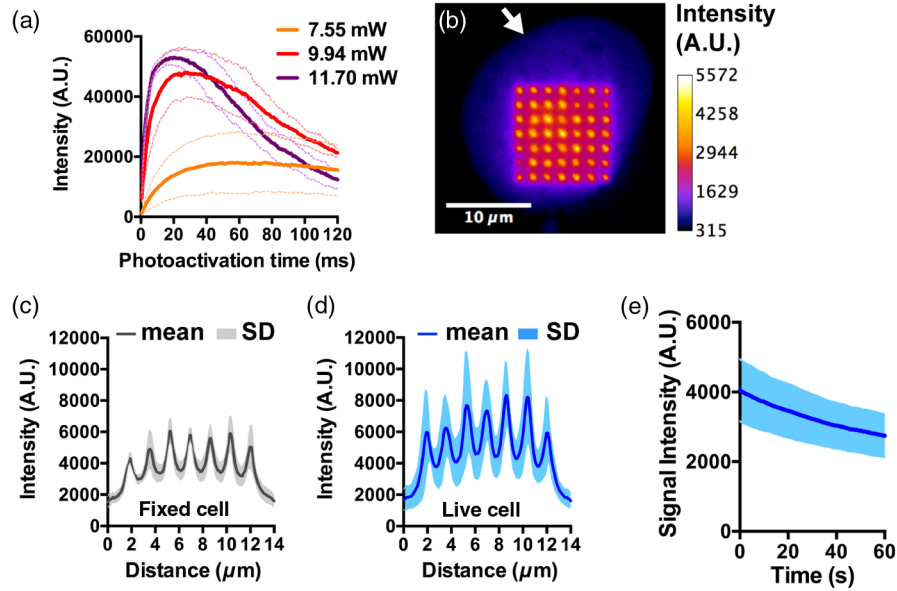 (a)
7.55 mW
9.94 mW
11.70 mW
Intensity (A.U.)
60000
40000
20000
0
0 20 40 60 80 100 120
Photoactivation time (ms)
(b)
10 µm
Intensity
(A.U.)
5572
4258
2944
1629
315
(c)
mean SD
Intensity (A.U.)
12000
10000
8000
6000
4000
2000
0
Fixed cell
0 2 4 6 8 10 12 14
Distance (µm)
(d)
mean SD
Intensity (A.U.)
12000
10000
8000
6000
4000
2000
0
Live cell
0 2 4 6 8 10 12 14
Distance (µm)
(e)
Signal Intensity (A.U.)
6000
4000
2000
0
0 20 40 60
Time (s)